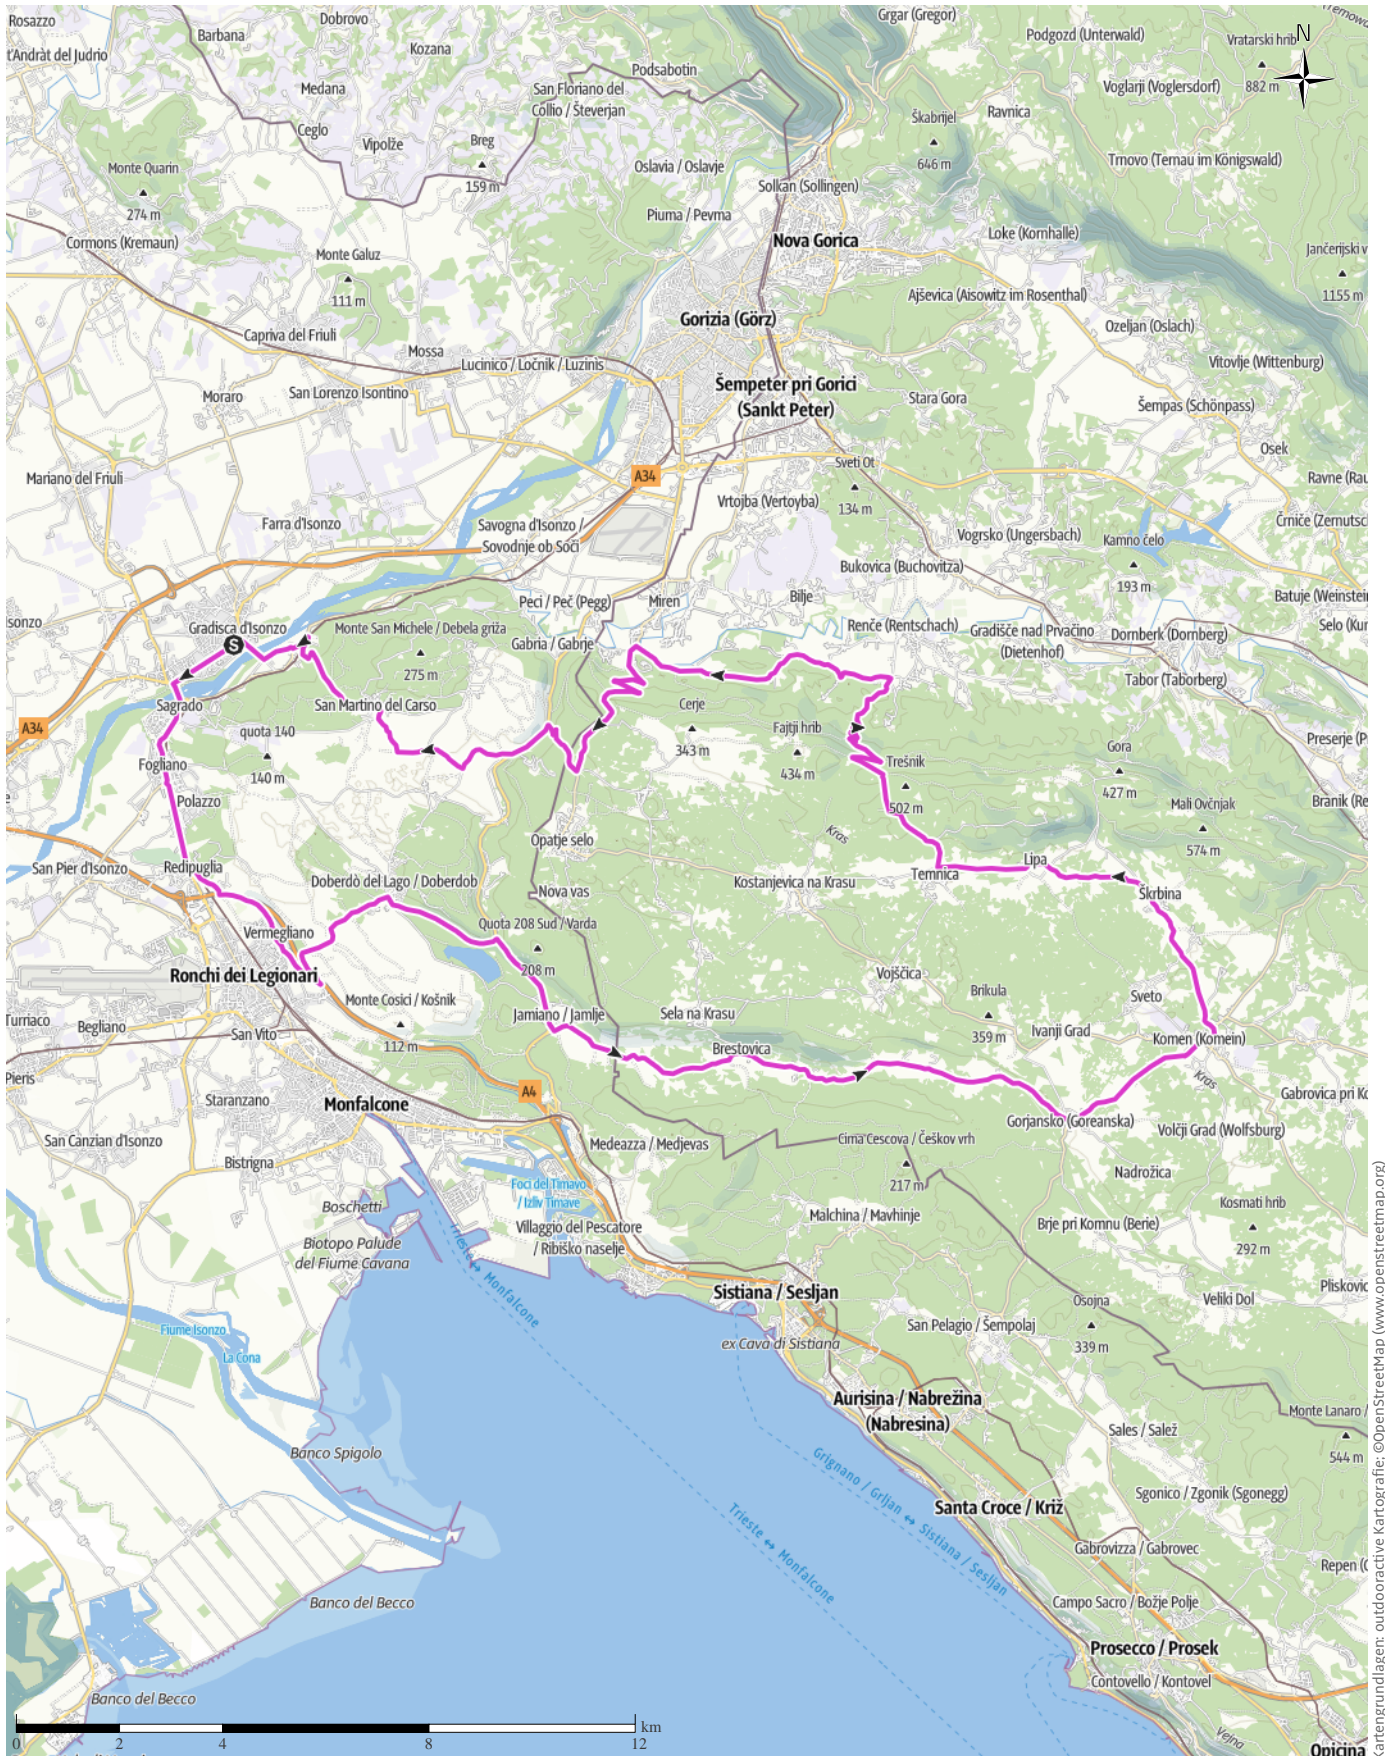 Rosazzo
Dobrovo
Grgar (Gregor)
Barbana
Podgozd (Unterwald)
N
Vratarski hrib
t'Andrat del Judrio
Kozana
Podsabotin
882 m
Medana
San Floriano del
Collio / Števerjan
Voglarji (Voglersdorf)
Škabrijel
Ravnica
646 m
Ceglo
Vipolže
Breg
159 m
Oslavia / Oslavje
Trnovo (Ternau im Königswald)
Monte Quarin
274 m
Solkan (Sollingen)
Piuma / Pevma
Cormons (Kremaun)
Nova Gorica
Loke (Kornhalle)
Jančerijski v
1155 m
Monte Galuz
111 m
Ajševica (Aisowitz im Rosenthal)
Gorizia (Görz)
Ozeljan (Oslach)
Capriva del Friuli
Mossa
Lucinico / Ločnik / Luzinis
Vitovlje (Wittenburg)
San Lorenzo Isontino
Moraro
Šempeter pri Gorici
(Sankt Peter)
Stara Gora
Šempas (Schönpass)
Osek
Mariano del Friuli
A34
Sveti Ot
134 m
Ravne (Rau
Vrtojba (Vertoyba)
Črniče (Zernutsc
Farra d'Isonzo
Savogna d'Isonzo /
Sovodnje ob Soči
Vogrsko (Ungersbach)
Kamno čelo
193 m
Bukovica (Buchovitza)
Batuje (Weinstein
Peci / Peč (Pegg)
Miren
Bilje
sonzo
Gradisca d'Isonzo
S
Monte San Michele / Debela griža
275 m
Gabria / Gabrje
Renče (Rentschach)
Gradišče nad Prvačino
(Dietenhof)
Dornberk (Dornberg)
Selo (Kur
Tabor (Taborberg)
Sagrado
San Martino del Carso
Cerje
343 m
A34
quota 140
140 m
Fajtji hrib
434 m
Preserje (P
Fogliano
Trešnik
502 m
Gora
427 m
Polazzo
Mali Ovčnjak
574 m
Branik (Re
Opatje selo
Kras
San Pier d'Isonzo
Redipuglia
Doberdò del Lago / Doberdob
Lipa
Temnica
Kostanjevica na Krasu
Nova vas
Škrbina
Quota 208 Sud / Varda
208 m
Vermegliano
Ronchi dei Legionari
Vojščica
Monte Cosici / Košnik
112 m
Brikula
359 m
Sveto
Turriaco
Begliano
San Vito
Jamiano / Jamlje
Sela na Krasu
Ivanji Grad
Komen (Komein)
Brestovica
Pieris
Kras
A4
Gabrovica pri Ko
Staranzano
Monfalcone
Gorjansko (Goreanska)
Volčji Grad (Wolfsburg)
San Canzian d'Isonzo
Medeazza / Medjevas
Cima Cescova / Češkov vrh
217 m
Bistrigna
Nadrožica
Foci del Timavo
/ Izliv Timave
Kosmati hrib
292 m
Boschetti
Malchina / Mavhinje
Brje pri Komnu (Berie)
Villaggio del Pescatore
/ Ribiško naselje
Biotopo Palude
del Fiume Cavana
Trieste ↔ Monfalcone
Sistiana / Sesljan
Pliskovic
Veliki Dol
Osojna
339 m
Fiume Isonzo
San Pelagio / Šempolaj
ex Cava di Sistiana
La Cona
Aurisina / Nabrežina
(Nabresina)
Monte Lanaro /
544 m
Sales / Salež
Banco Spigolo
Grignano / Grljan ↔ Sistiana / Sesljan
Sgonico / Zgonik (Sgonegg)
Santa Croce / Križ
Trieste ↔ Monfalcone
Gabrovizza / Gabrovec
Repen (C
Banco del Becco
Campo Sacro / Božje Polje
Prosecco / Prosek
Contovello / Kontovel
Banco del Becco
Vejna
Opicina
0 2 4 8 12 km
artengrundlagen: outdooractive Kartografie; ©OpenStreetMap (www.openstreetmap.org)